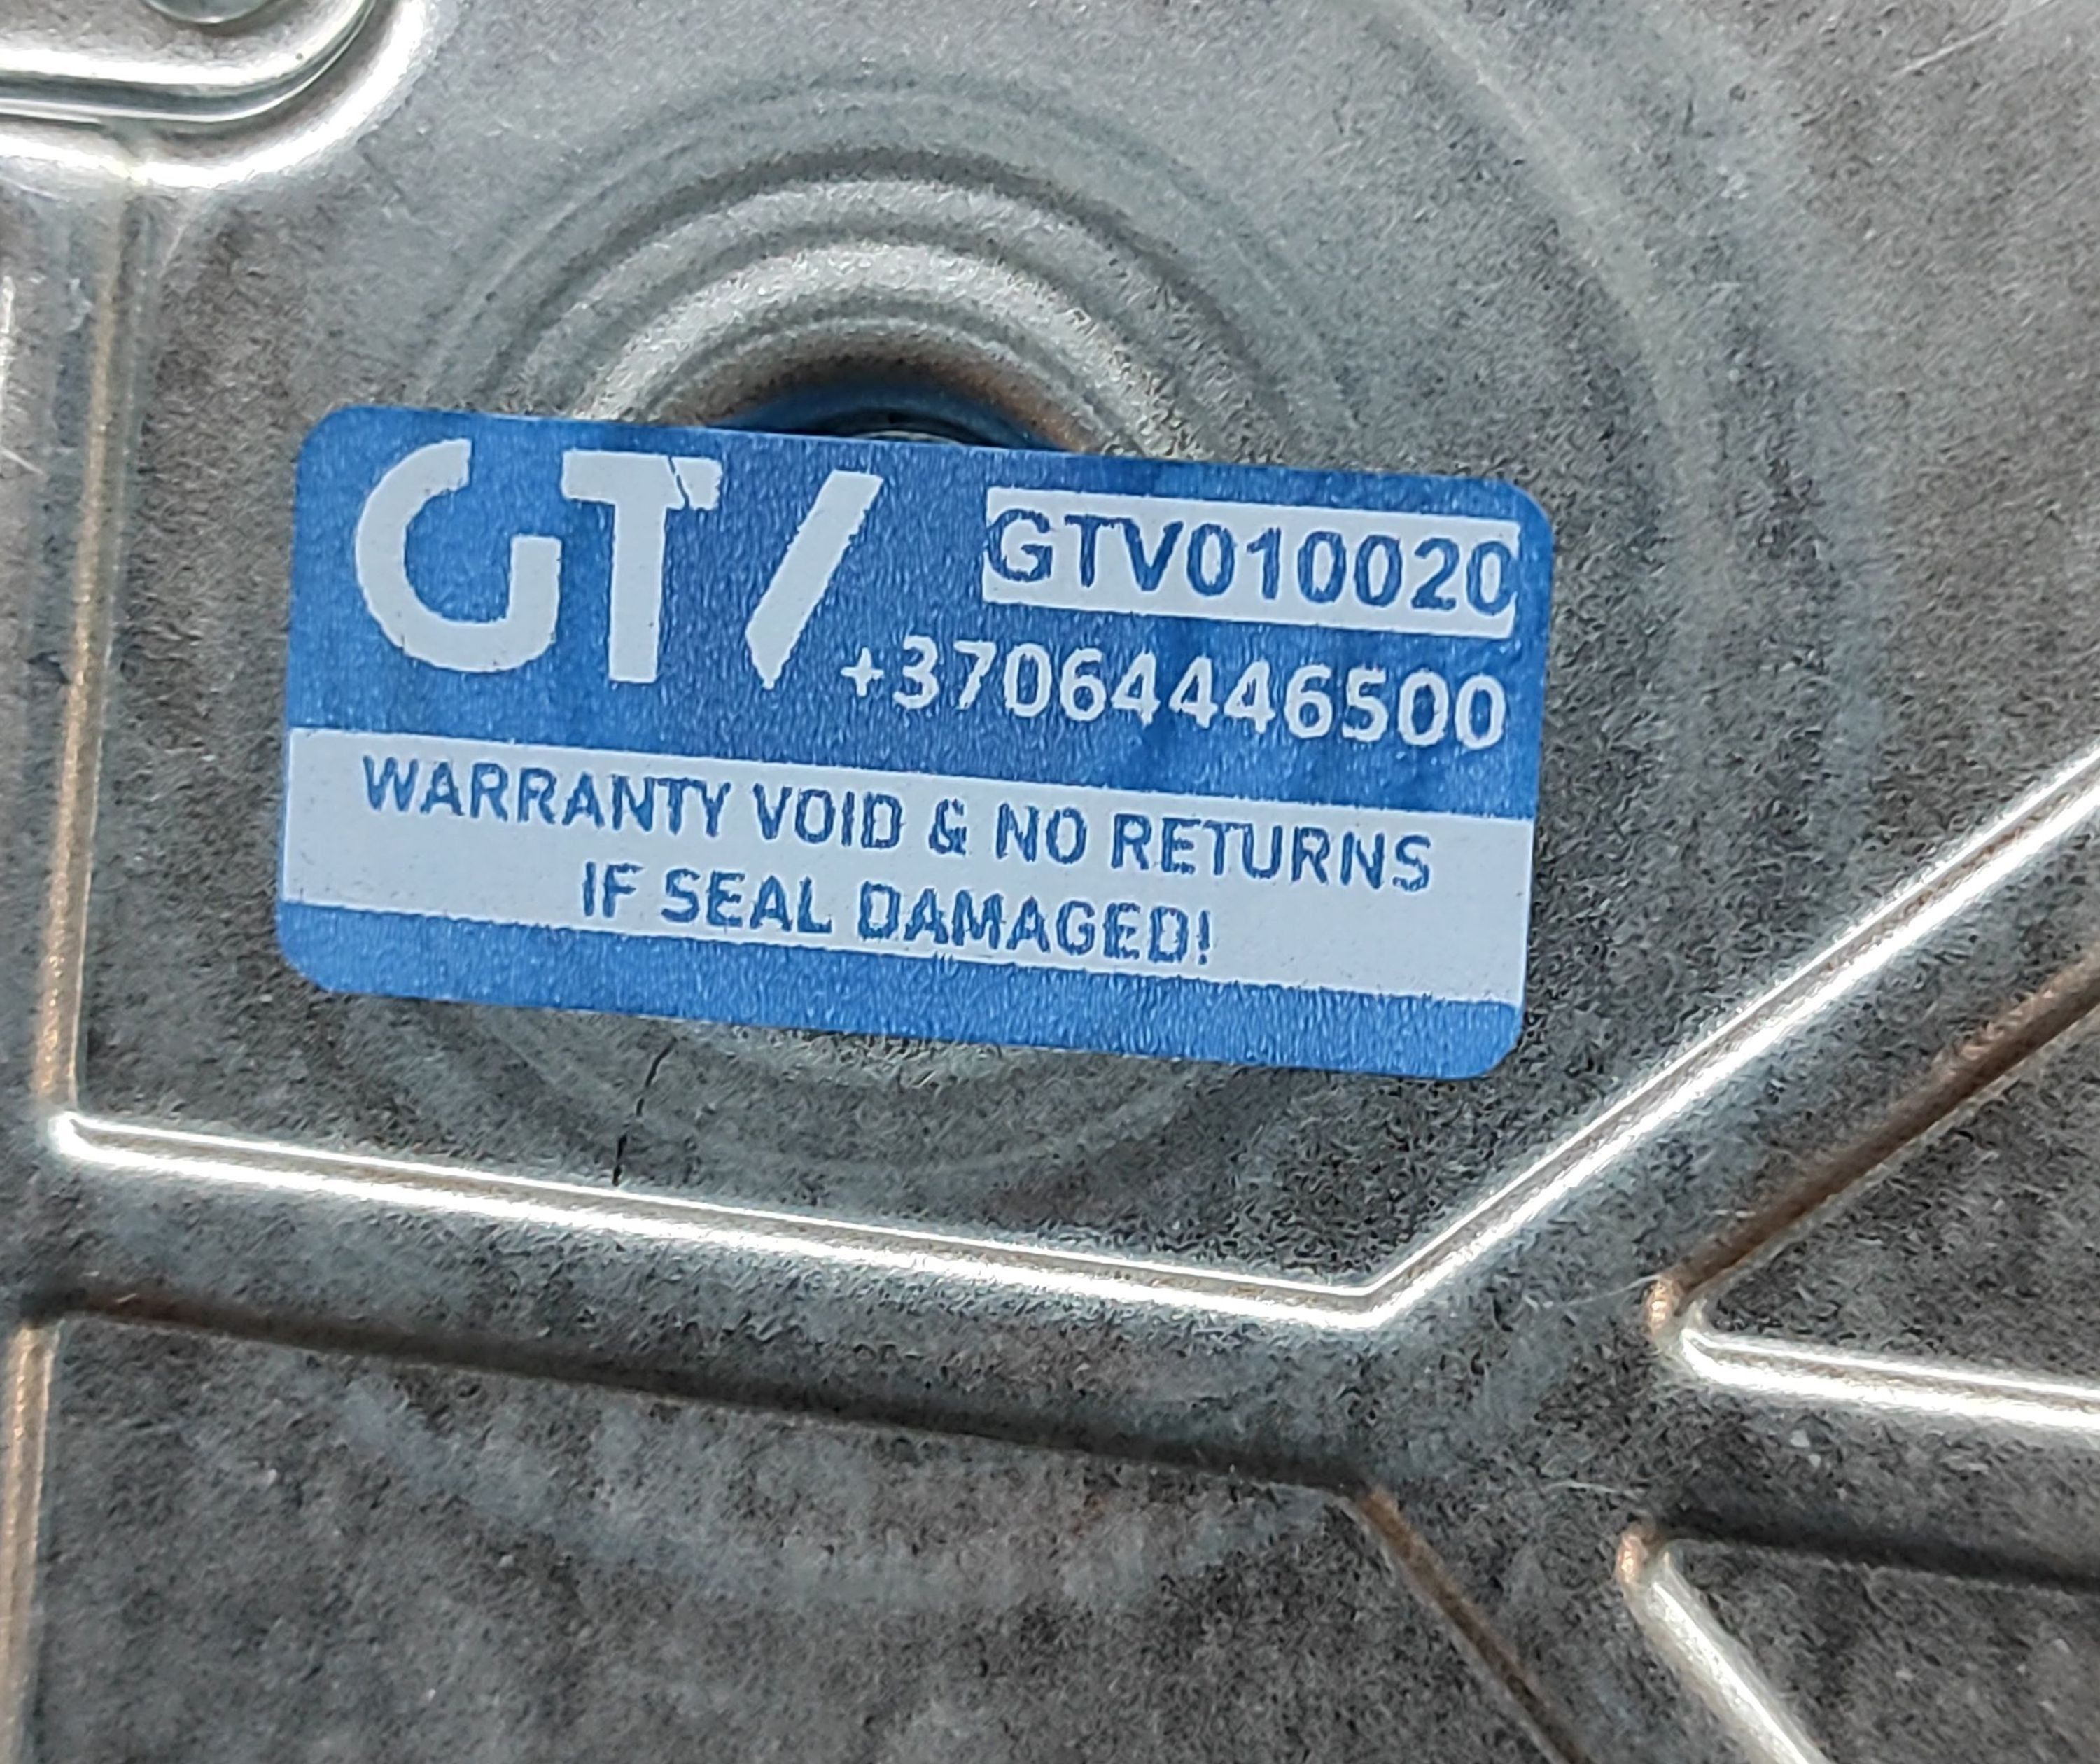 GTV
GTV010020
+37064446500
WARRANTY VOID & NO RETURNS
IF SEAL DAMAGED!